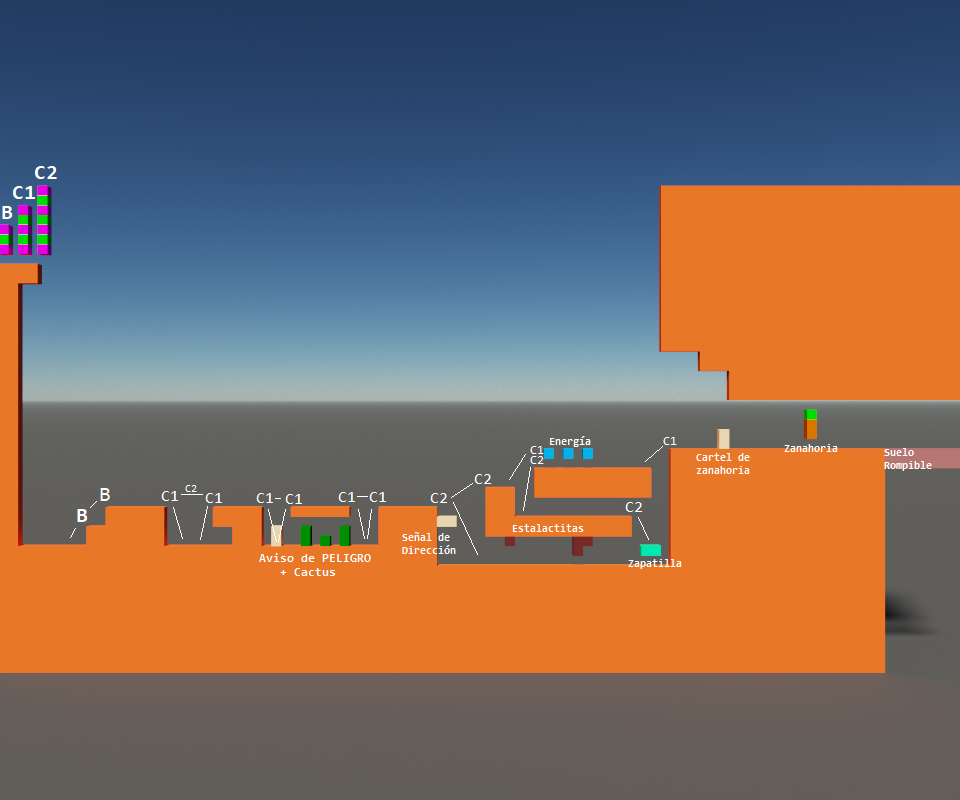 C2
C1
B
B
B
C1
C2
C1
C1
C1
C1
C1
Aviso de PELIGRO
+ Cactus
C2
C2
Señal de
Dirección
C1
C2
Energía
C1
Estalactitas
C2
Zapatilla
Cartel de
zanahoria
Zanahoria
Suelo
Rompible